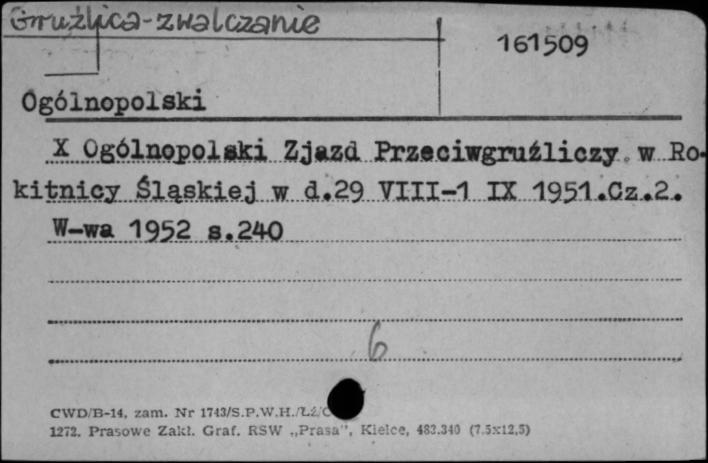 Gruźlica-zwalczanie
161509
Ogólnopolski
X Ogólnopolski Zjazd Przeciwgruźliczy w Ro-
kitnicy Śląskiej w d.29 VIII-1 IX 1951.Cz.2.
W-wa 1952 s.240
6
CWD/B-14, zam. Nr 1743/S.P.W.H./Łź/C
1272. Prasowe Zakł. Graf. RSW „Prasa", Kielce, 483.340 (7.5x12,5)